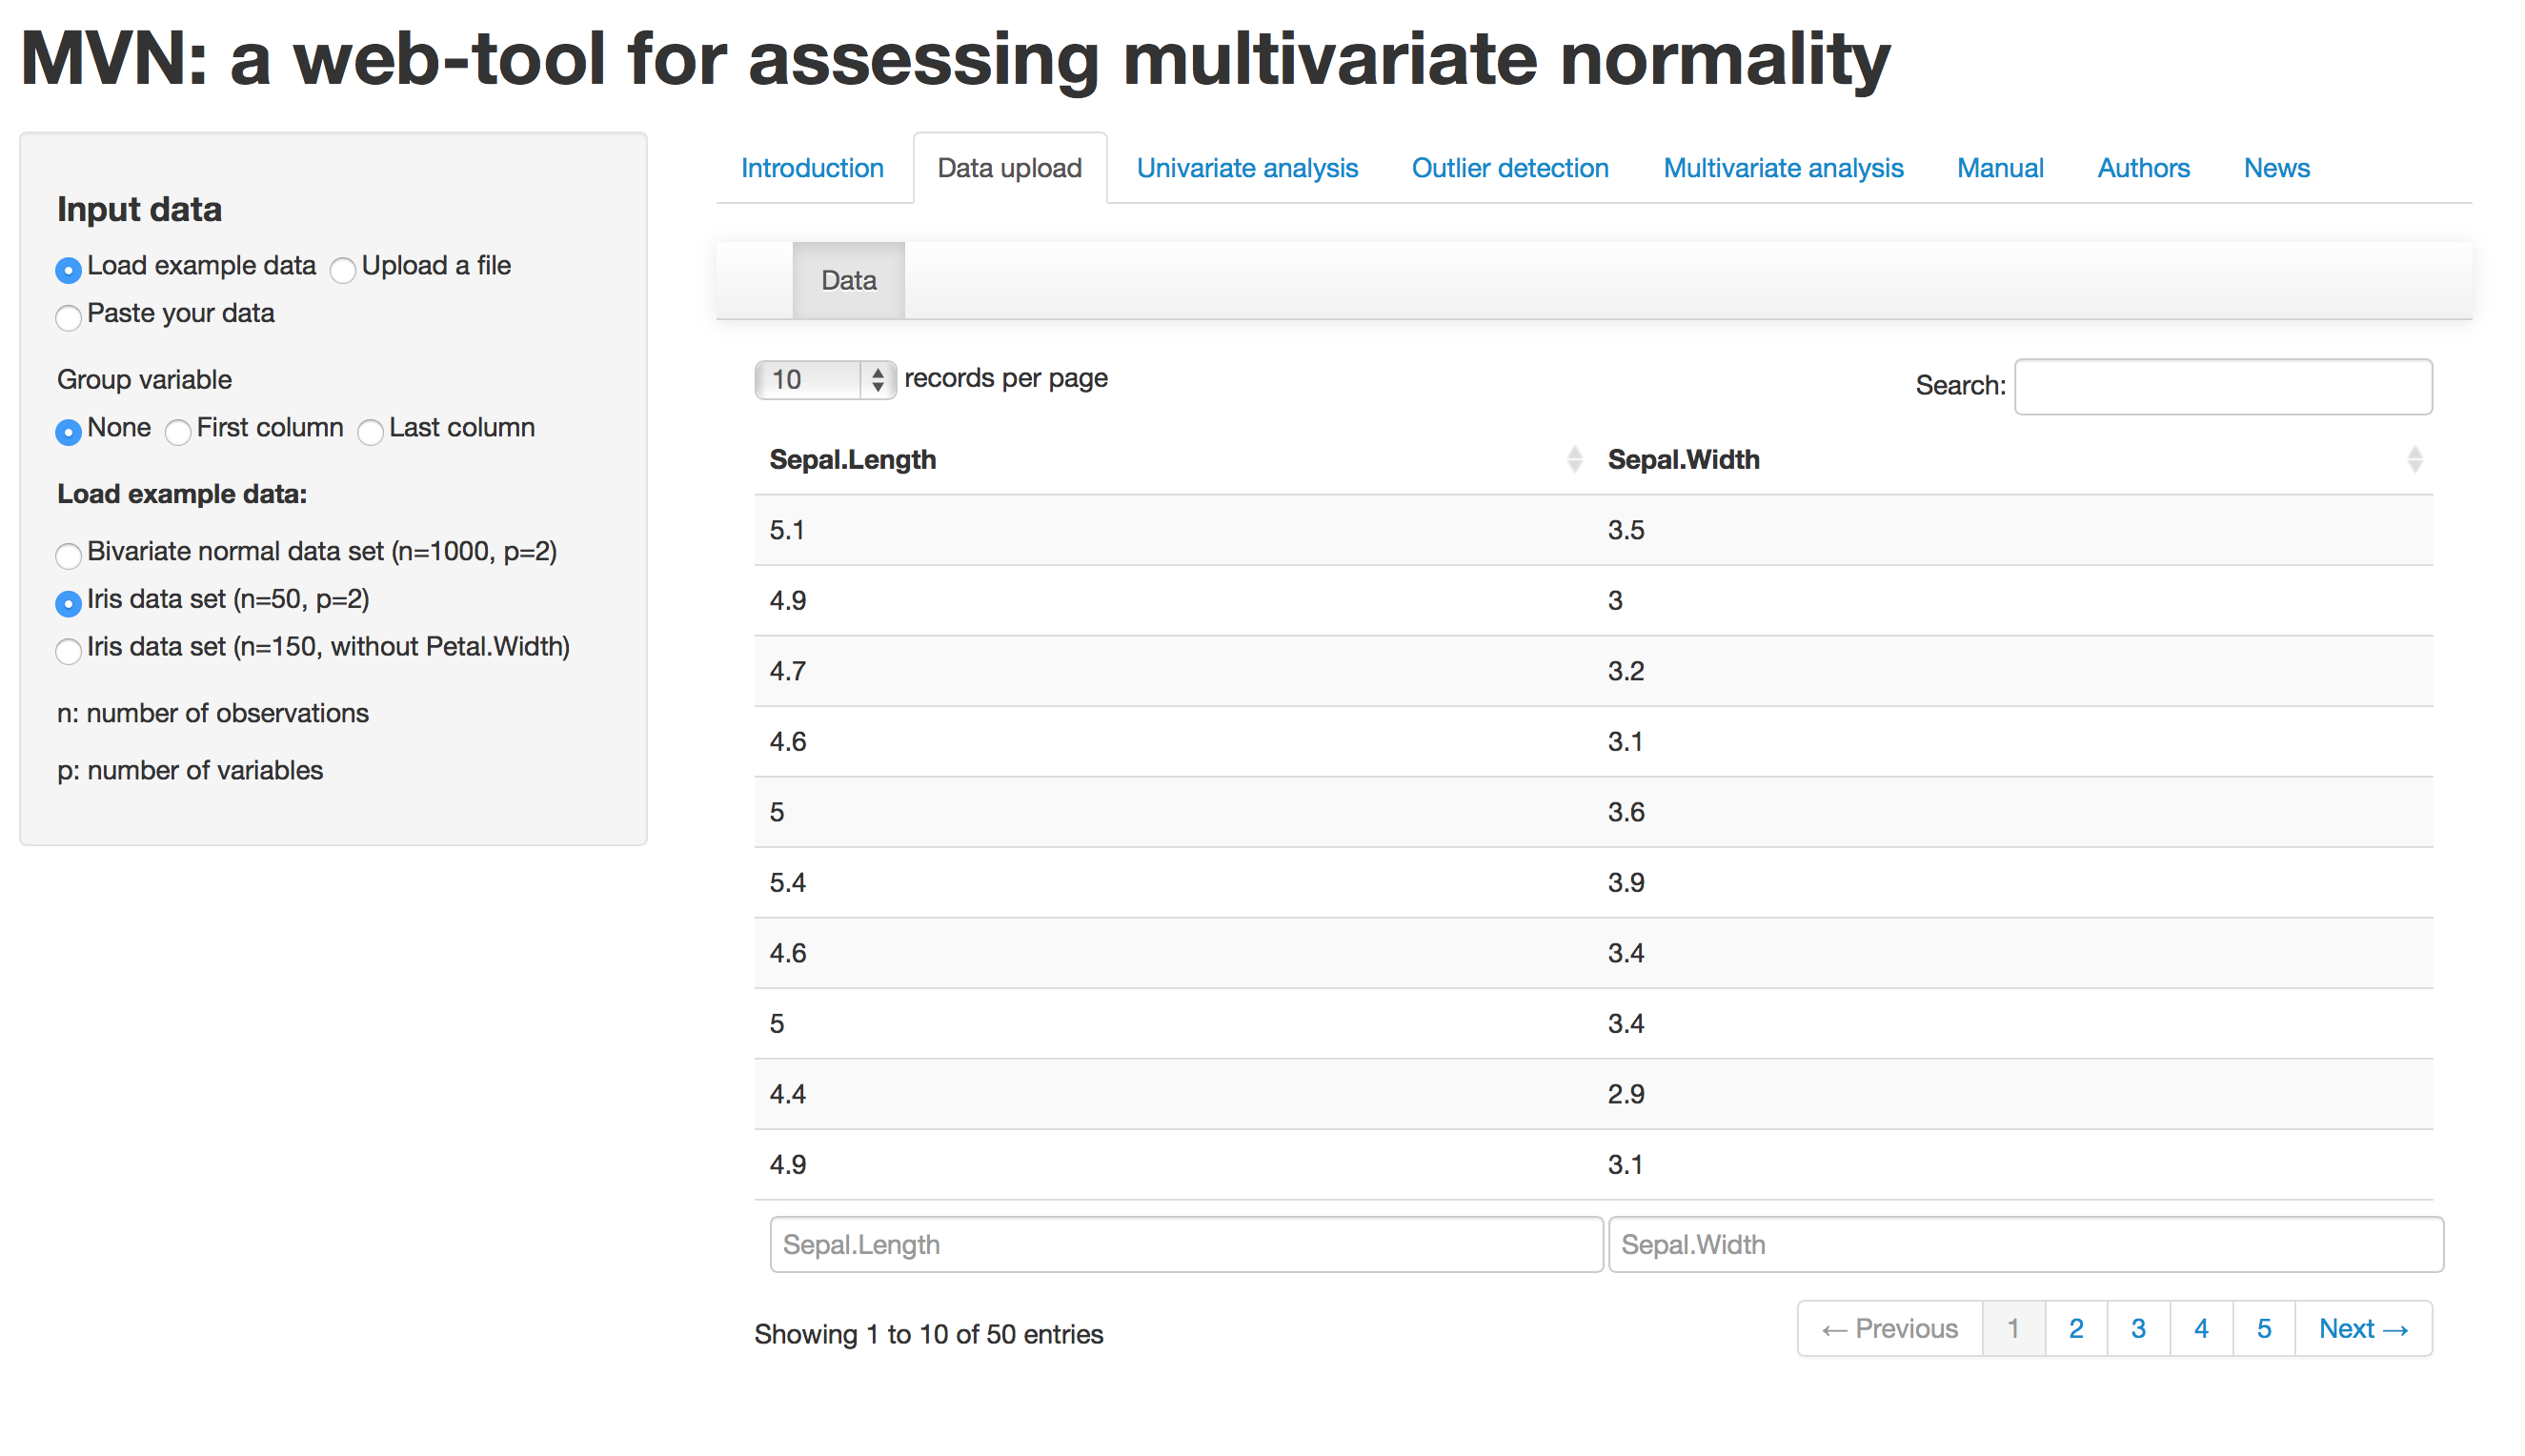 MVN: a web-tool for assessing multivariate normality
Input data
Load example data Upload a file
Paste your data
Group variable
None First column Last column
Load example data:
Bivariate normal data set (n=1000, p=2)
Iris data set (n=50, p=2)
Iris data set (n=150, without Petal.Width)
n: number of observations
p: number of variables
Introduction Data upload Univariate analysis Outlier detection Multivariate analysis Manual Authors News
Data
10 records per page Search:
Sepal.Length Sepal.Width
5.1 3.5
4.9 3
4.7 3.2
4.6 3.1
5 3.6
5.4 3.9
4.6 3.4
5 3.4
4.4 2.9
4.9 3.1
Sepal.Length Sepal.Width
Showing 1 to 10 of 50 entries ← Previous 1 2 3 4 5 Next →